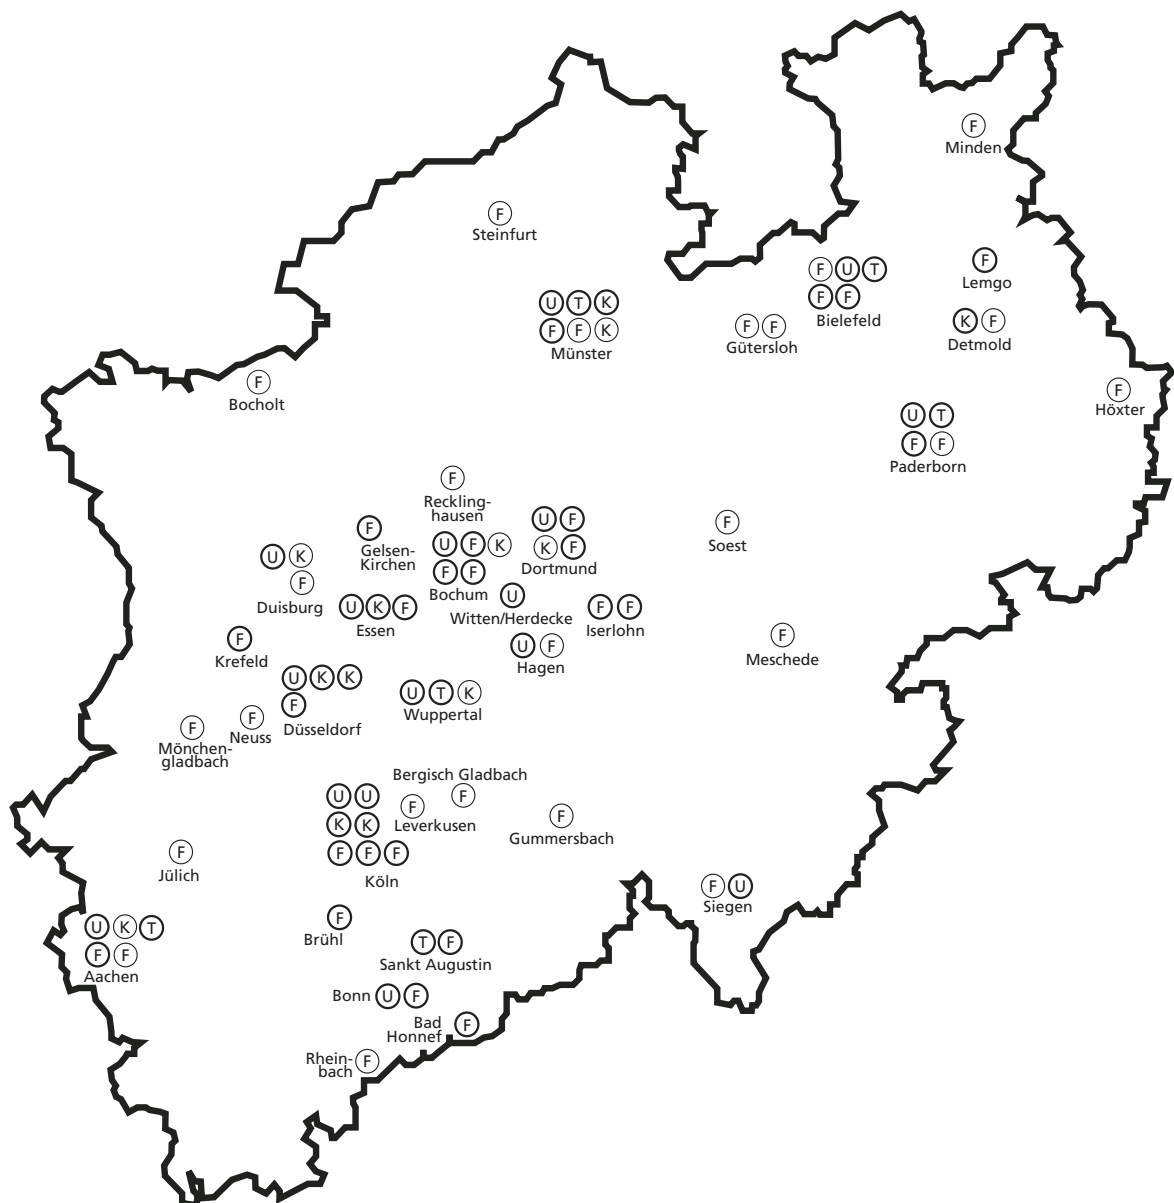 F
Minden
F
Steinfurt
F U T
F F
Bielefeld
F
Lemgo
U T K
F F K
Münster
F F
Gütersloh
K F
Detmold
F
Bocholt
F
Höxter
U T
F F
Paderborn
F
Reckling-
hausen
F
Gelsen-
Kirchen
U F
K F
Dortmund
F
Soest
U K
F
Duisburg
U F K
F F
Bochum
U
Witten/Herdecke
U K F
Essen
F F
Iserlohn
F
Krefeld
U F
Hagen
F
Meschede
U K K
F
Düsseldorf
U T K
Wuppertal
F
Neuss
F
Mönchen-
gladbach
Bergisch Gladbach
F
F
Leverkusen
U U
K K
F F F
Köln
F
Gummersbach
F
Jülich
F U
Siegen
U K T
F F
Aachen
F
Brühl
T F
Sankt Augustin
Bonn U F
Bad
Honnef F
Rhein-
bach F